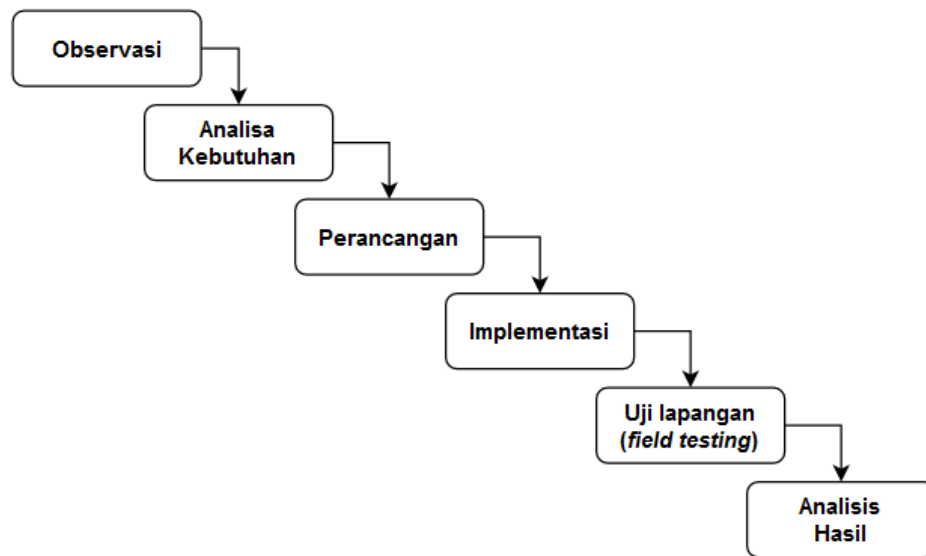 Observasi
Analisa
Kebutuhan
Perancangan
Implementasi
Uji lapangan
(field testing)
Analisis
Hasil